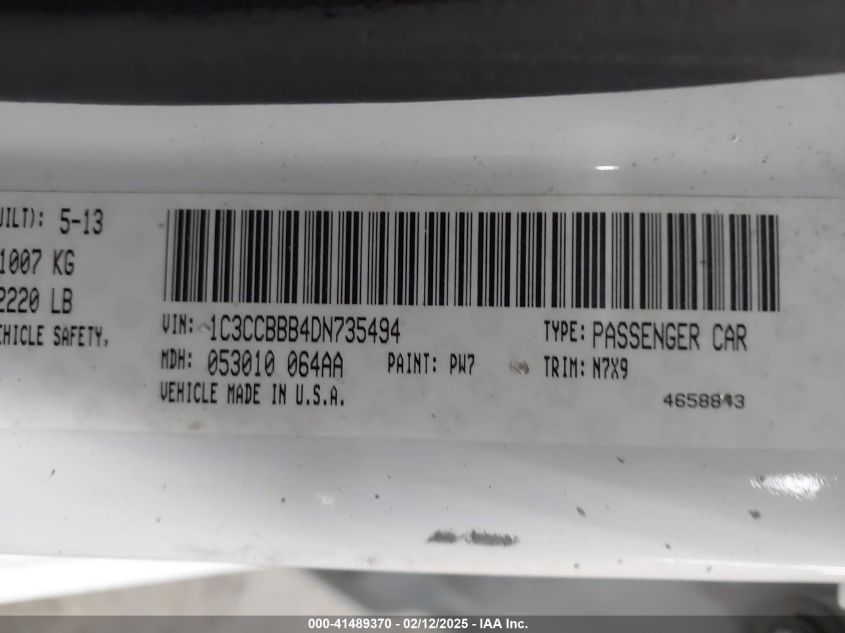 UILT): 5-13
1007 KG
2220 LB
EHICLE SAFETY,
VIN: 1C3CCBBB4DN735494 TYPE: PASSENGER CAR
MDH: 053010 064AA PAINT: PW7 TRIM: N7X9
VEHICLE MADE IN U.S.A.
000-41489370 - 02/12/2025 - IAA Inc.